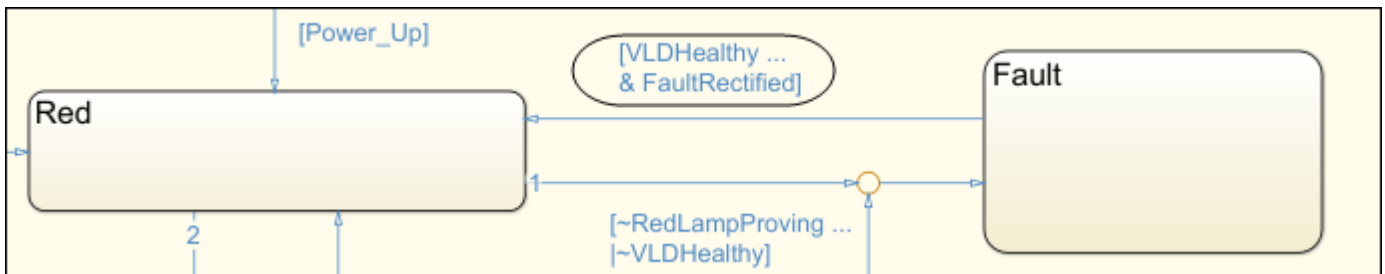 [Power_Up]
[VLDHealthy ...
& FaultRectified]
Fault
Red
1
[~RedLampProving ...
|~VLDHealthy]
2